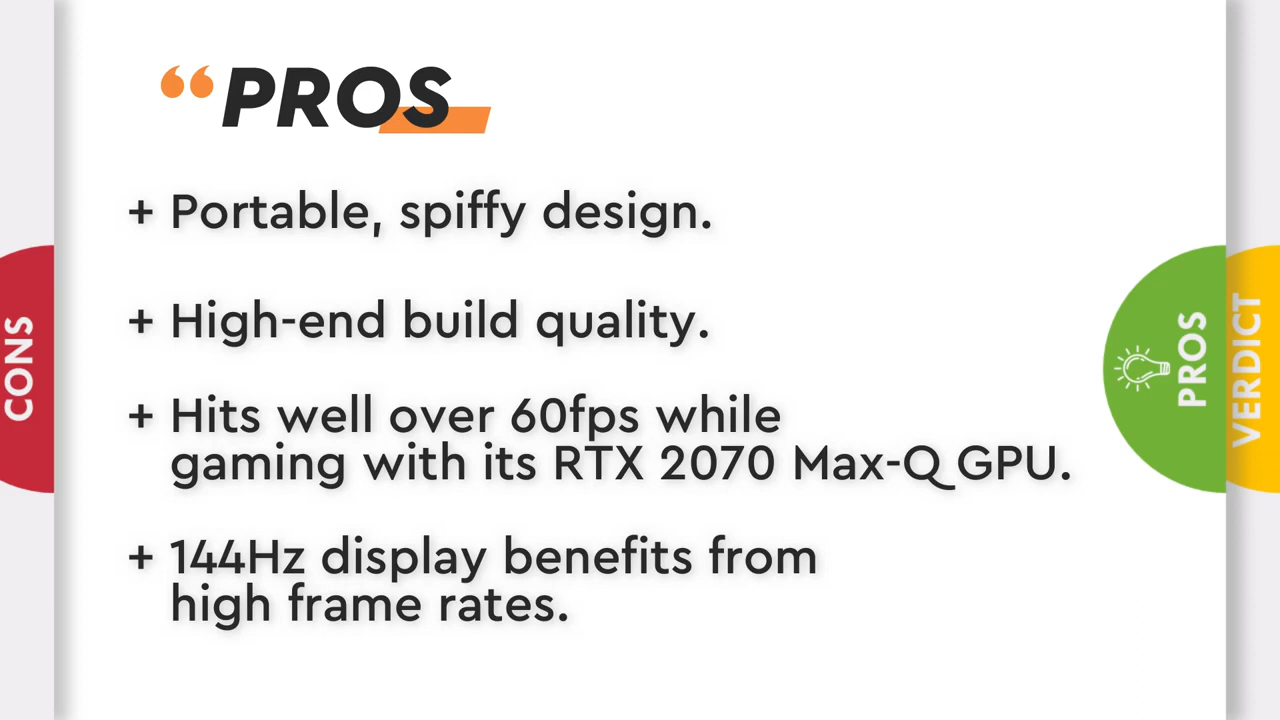 “PROS
+ Portable, spiffy design.
+ High-end build quality.
+ Hits well over 60fps while
gaming with its RTX 2070 Max-Q GPU.
+ 144Hz display benefits from
high frame rates.
CONS
PROS
VERDICT